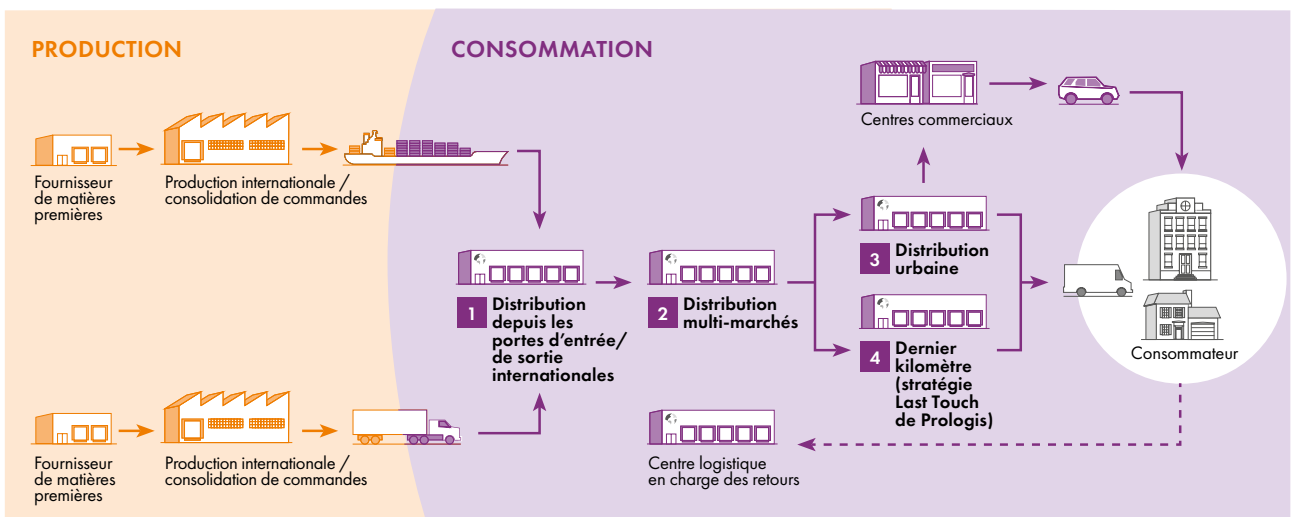 PRODUCTION
CONSOMMATION
Fournisseur
de matières
premières
Production internationale /
consolidation de commandes
Centres commerciaux
1 Distribution
depuis les
portes d'entrée/
de sortie
internationales
2 Distribution
multi-marchés
3 Distribution
urbaine
4 Dernier
kilomètre
(stratégie
Last Touch
de Prologis)
Consommateur
Fournisseur
de matières
premières
Production internationale /
consolidation de commandes
Centre logistique
en charge des retours